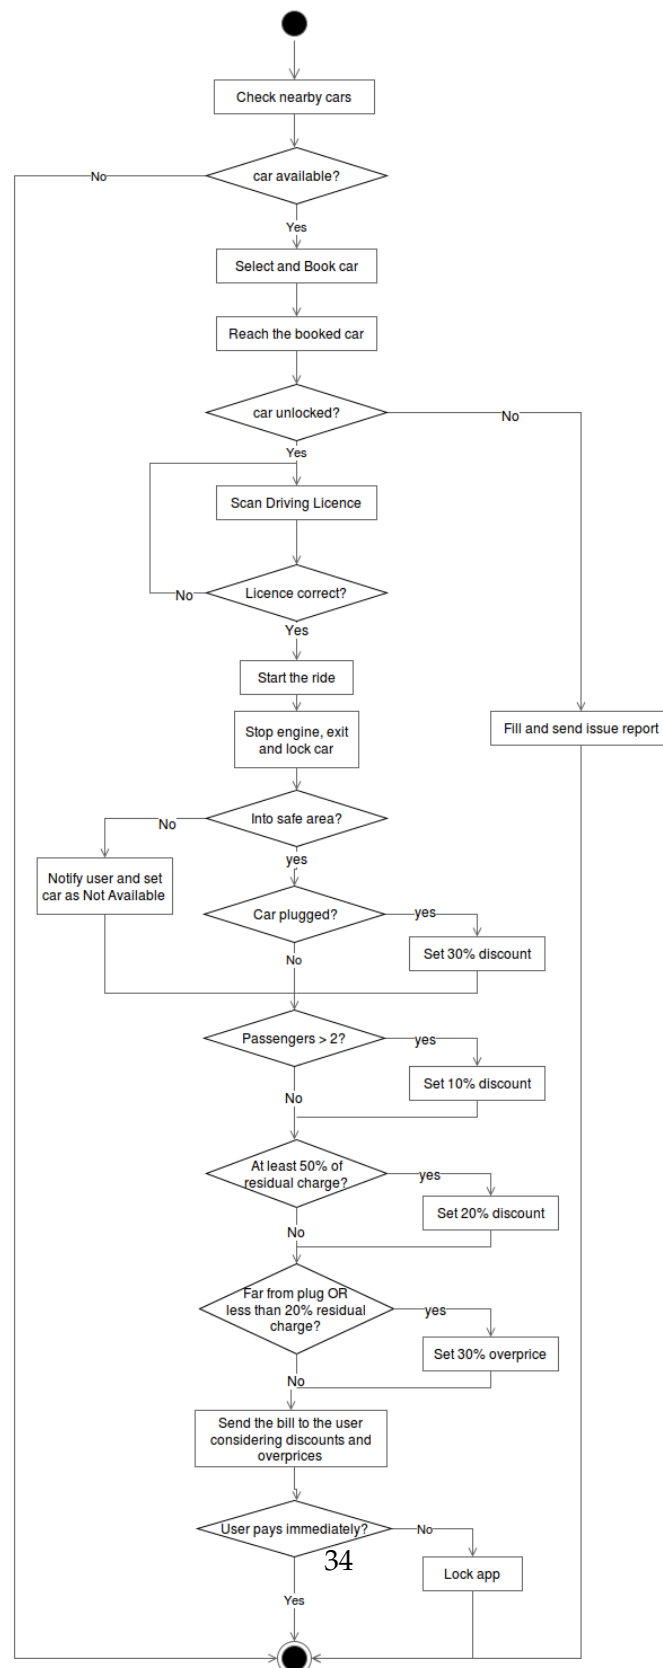 Check nearby cars
No
car available?
Yes
Select and Book car
Reach the booked car
car unlocked?
No
Yes
Scan Driving Licence
No
Licence correct?
Yes
Start the ride
Stop engine, exit
and lock car
Fill and send issue report
Into safe area?
No
yes
Notify user and set
car as Not Available
Car plugged?
yes
Set 30% discount
No
Passengers > 2?
yes
Set 10% discount
No
At least 50% of
residual charge?
yes
Set 20% discount
No
Far from plug OR
less than 20% residual
charge?
yes
Set 30% overprice
No
Send the bill to the user
considering discounts and
overprices
User pays immediately?
No
34
Lock app
Yes